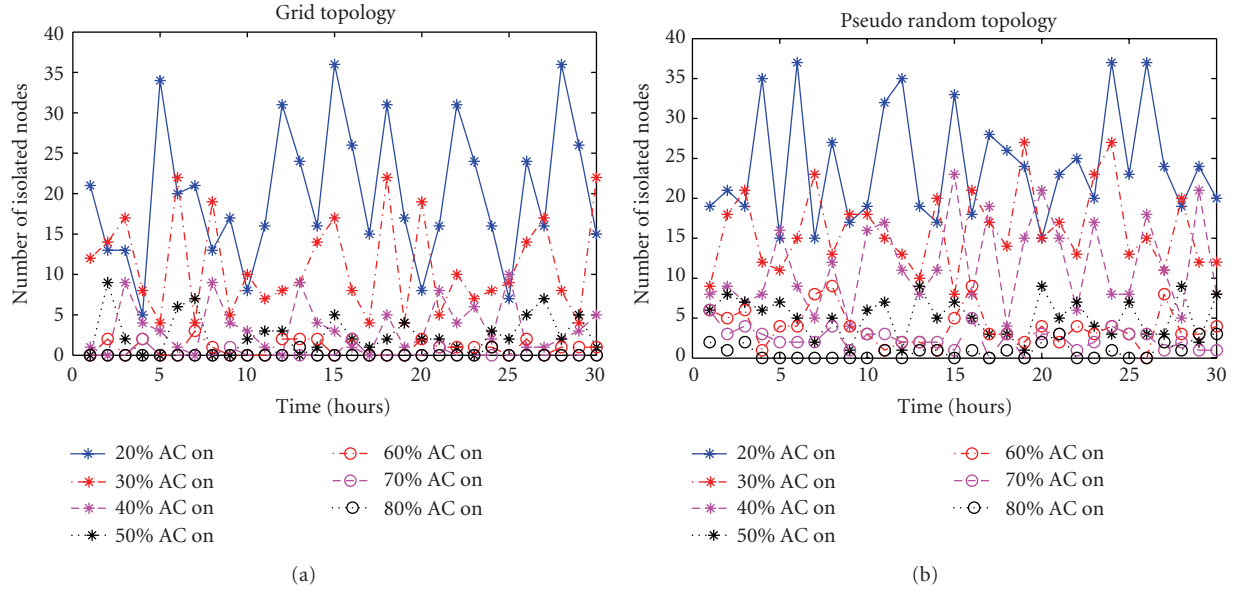 Grid topology
40
35
30
25
20
15
10
5
0
Number of isolated nodes
0 5 10 15 20 25 30
Time (hours)
20% AC on
30% AC on
40% AC on
50% AC on
60% AC on
70% AC on
80% AC on
(a)
Pseudo random topology
40
35
30
25
20
15
10
5
0
Number of isolated nodes
0 5 10 15 20 25 30
Time (hours)
20% AC on
30% AC on
40% AC on
50% AC on
60% AC on
70% AC on
80% AC on
(b)